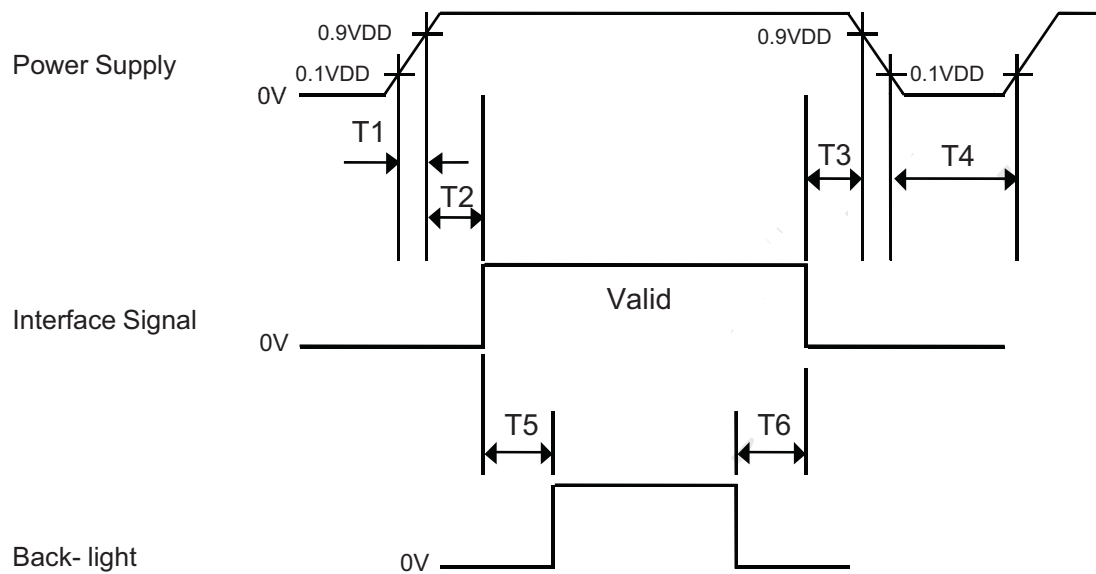 0.9VDD
0.9VDD
Power Supply
0.1VDD
0.1VDD
0V
T1
T3
T4
T2
Valid
Interface Signal
0V
T5
T6
Back- light
0V